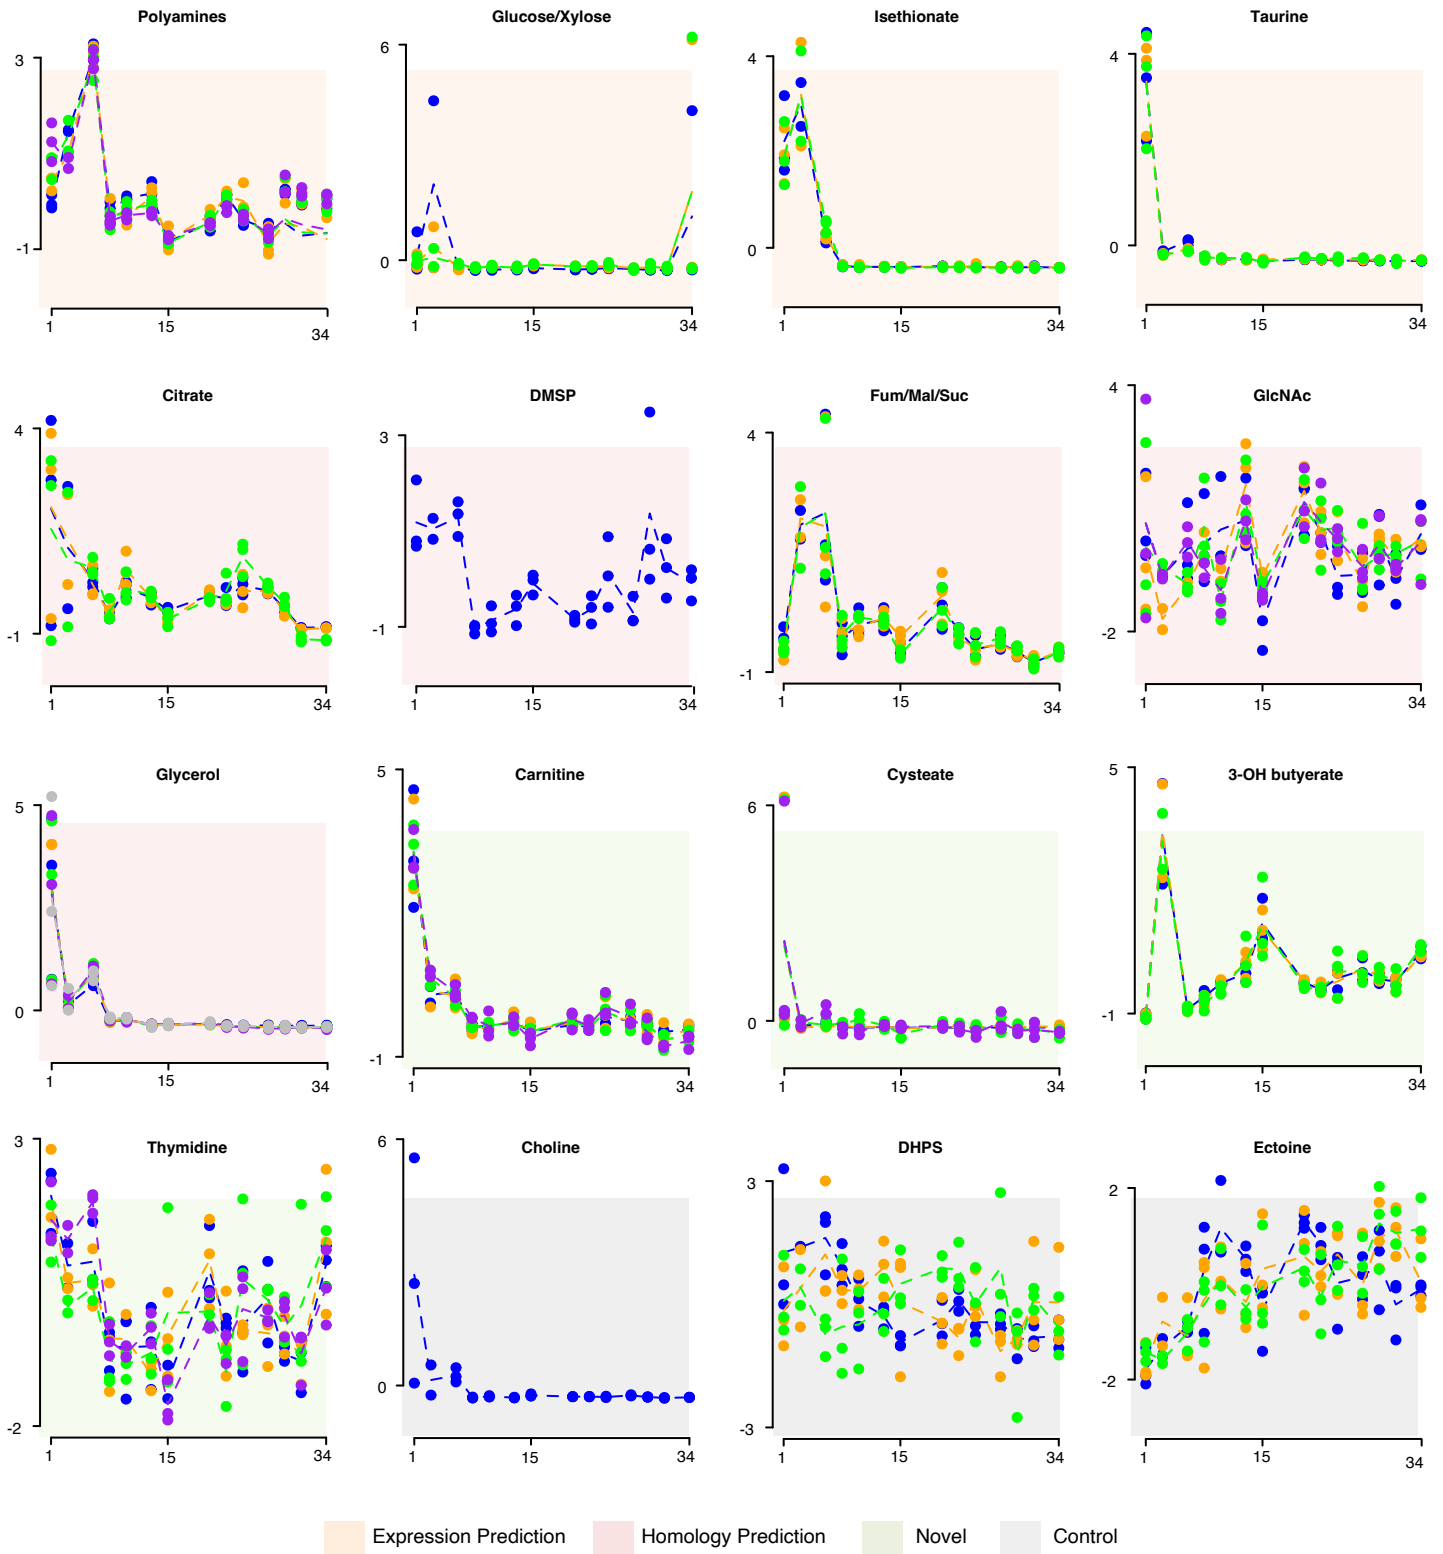 Polyamines Glucose/Xylose Isethionate Taurine
3 6 4 4
-1 0 0 0
1 15 34 1 15 34 1 15 34 1 15 34
Citrate DMSP Fum/Mal/Suc GlcNAc
4 3 4 4
-1 -1 -1 -2
1 15 34 1 15 34 1 15 34 1 15 34
Glycerol Carnitine Cysteate 3-OH butyerate
5 5 6 5
0 -1 0 -1
1 15 34 1 15 34 1 15 34 1 15 34
Thymidine Choline DHPS Ectoine
3 6 3 2
-2 0 -3 -2
1 15 34 1 15 34 1 15 34 1 15 34
Expression Prediction Homology Prediction Novel Control